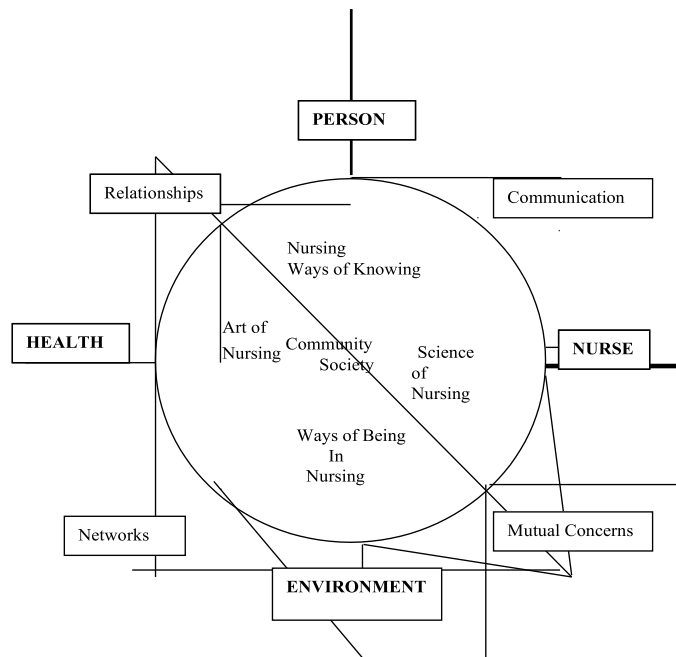 PERSON
Relationships
Communication
Nursing
Ways of Knowing
HEALTH
Art of
Nursing
Community
Society
Science
of
Nursing
NURSE
Ways of Being
In
Nursing
Networks
Mutual Concerns
ENVIRONMENT